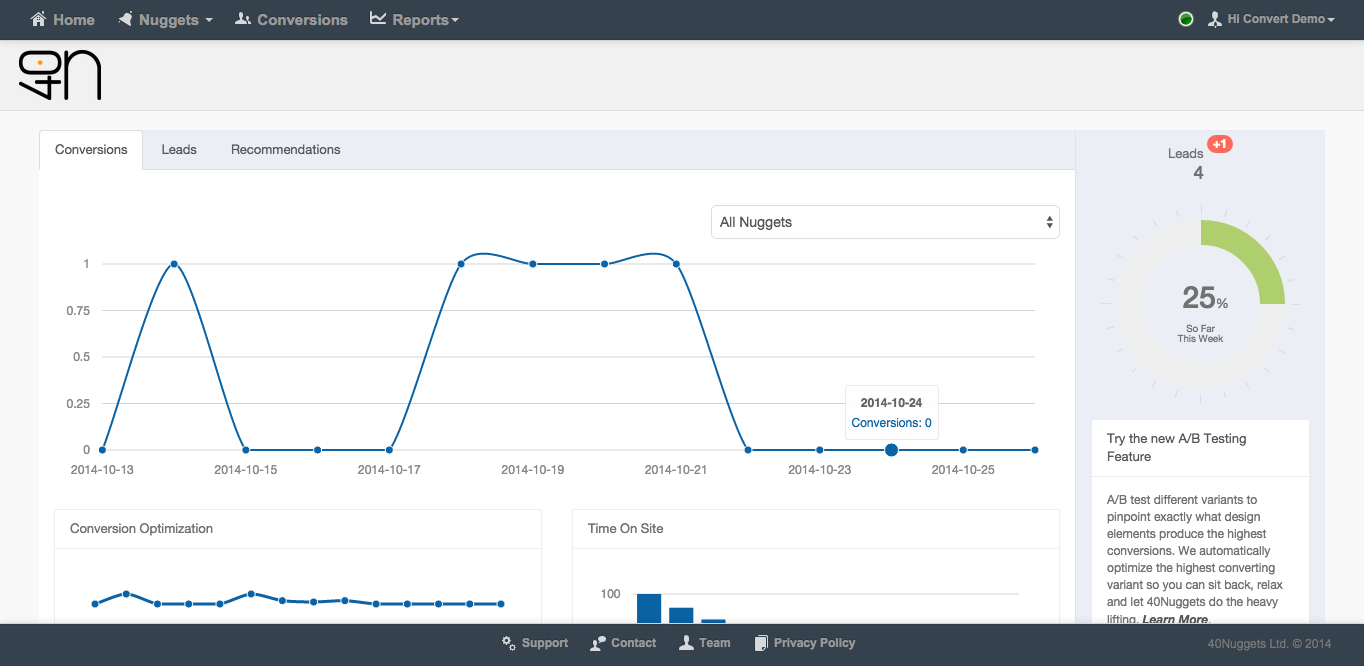 Home Nuggets Conversions Reports Hi Convert Demo
Conversions Leads Recommendations
Leads +1
4
All Nuggets
1
0.75
0.5
0.25
0
2014-10-13 2014-10-15 2014-10-17 2014-10-19 2014-10-21 2014-10-23 2014-10-25
2014-10-24
Conversions: 0
25%
So Far
This Week
Try the new A/B Testing
Feature
A/B test different variants to
pinpoint exactly what design
elements produce the highest
conversions. We automatically
optimize the highest converting
variant so you can sit back, relax
and let 40Nuggets do the heavy
lifting. Learn More.
Conversion Optimization
Time On Site
100
Support Contact Team Privacy Policy
40Nuggets Ltd. © 2014